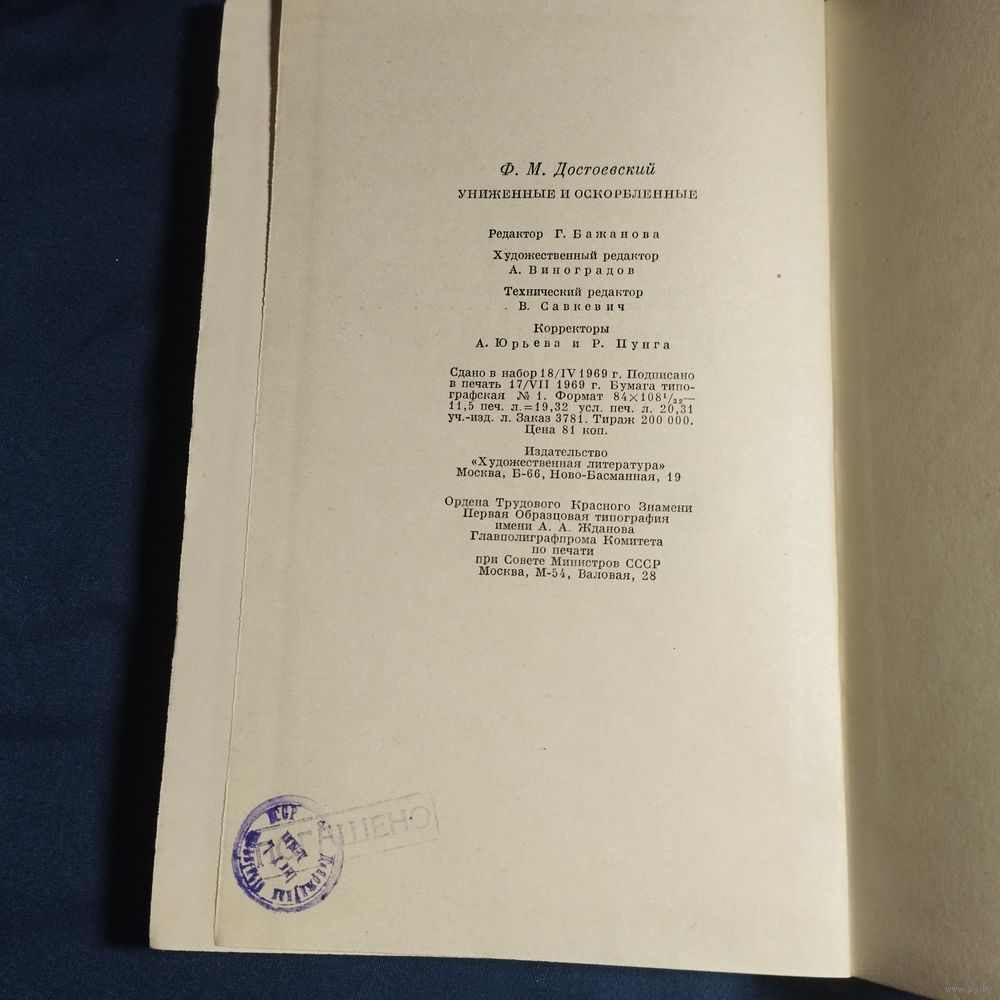 Ф. М. Достоевский
УНИЖЕННЫЕ И ОСКОРБЛЕННЫЕ
Редактор Г. Бажанова
Художественный редактор
А. Виноградов
Технический редактор
В. Савкевич
Корректоры
А. Юрьева и Р. Пунга
Сдано в набор 18/IV 1969 г. Подписано
в печать 17/VII 1969 г. Бумага типо-
графская № 1. Формат 84×108¹/₃₂—
11,5 печ. л.=19,32 усл. печ. л. 20,31
уч.-изд. л. Заказ 3781. Тираж 200 000.
Цена 81 коп.
Издательство
«Художественная литература»
Москва, Б-66, Ново-Басманная, 19
Ордена Трудового Красного Знамени
Первая Образцовая типография
имени А. А. Жданова
Главполиграфпрома Комитета
по печати
при Совете Министров СССР
Москва, М-54, Валовая, 28
www.ay.by